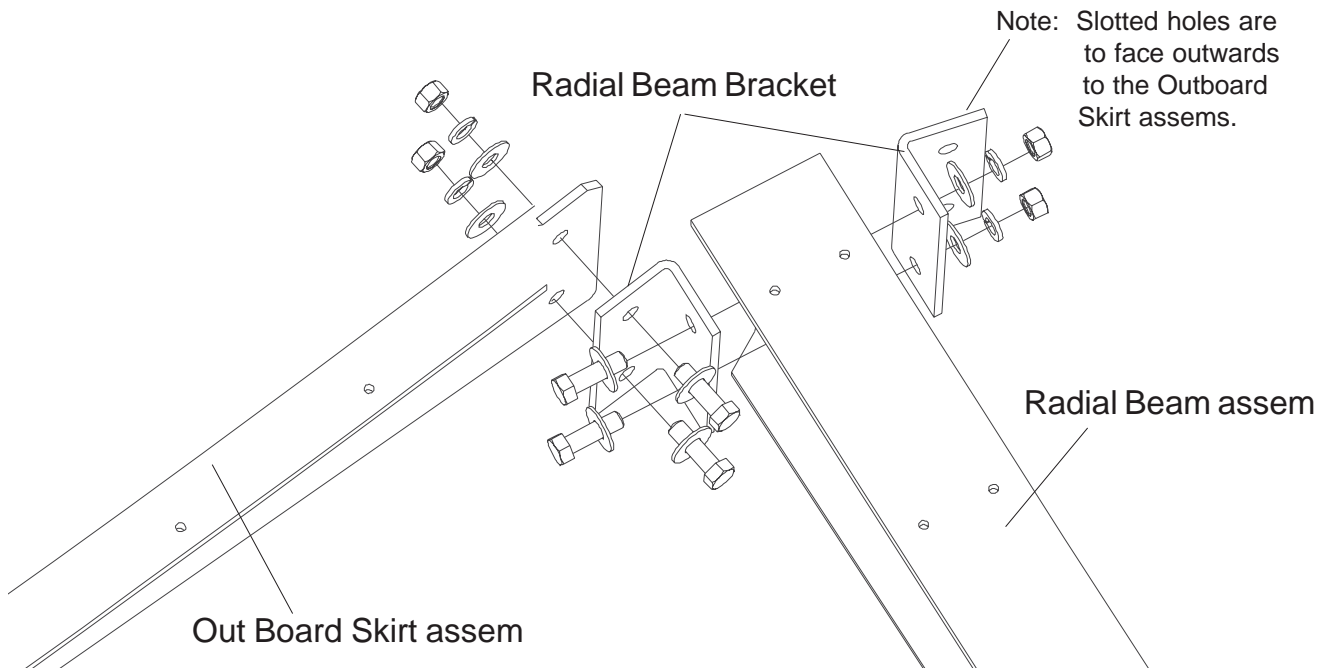 Note: Slotted holes are
to face outwards
to the Outboard
Skirt assems.
Radial Beam Bracket
Radial Beam assem
Out Board Skirt assem